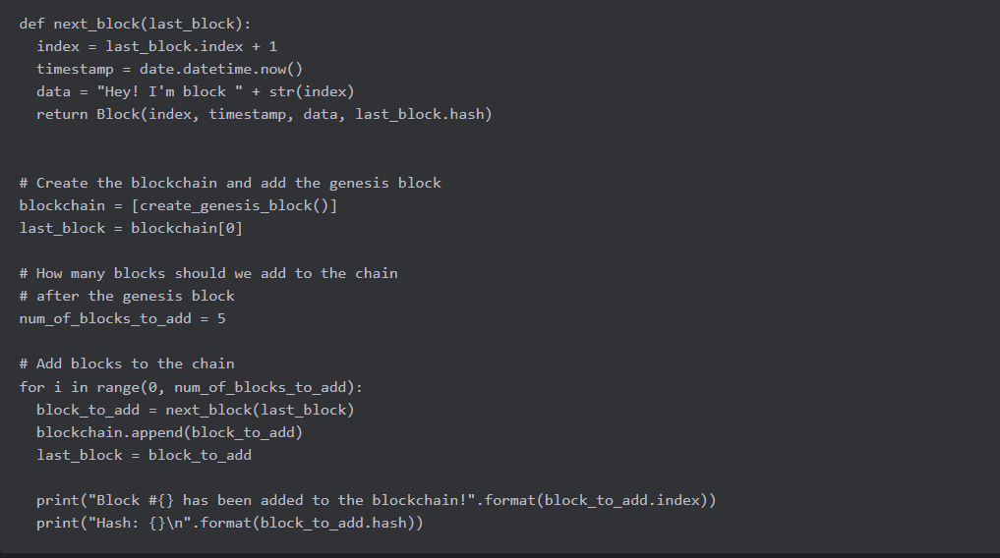 def next_block(last_block):
  index = last_block.index + 1
  timestamp = date.datetime.now()
  data = "Hey! I'm block " + str(index)
  return Block(index, timestamp, data, last_block.hash)
# Create the blockchain and add the genesis block
blockchain = [create_genesis_block()]
last_block = blockchain[0]
# How many blocks should we add to the chain
# after the genesis block
num_of_blocks_to_add = 5
# Add blocks to the chain
for i in range(0, num_of_blocks_to_add):
  block_to_add = next_block(last_block)
  blockchain.append(block_to_add)
  last_block = block_to_add
  print("Block #{} has been added to the blockchain!".format(block_to_add.index))
  print("Hash: {}\n".format(block_to_add.hash))